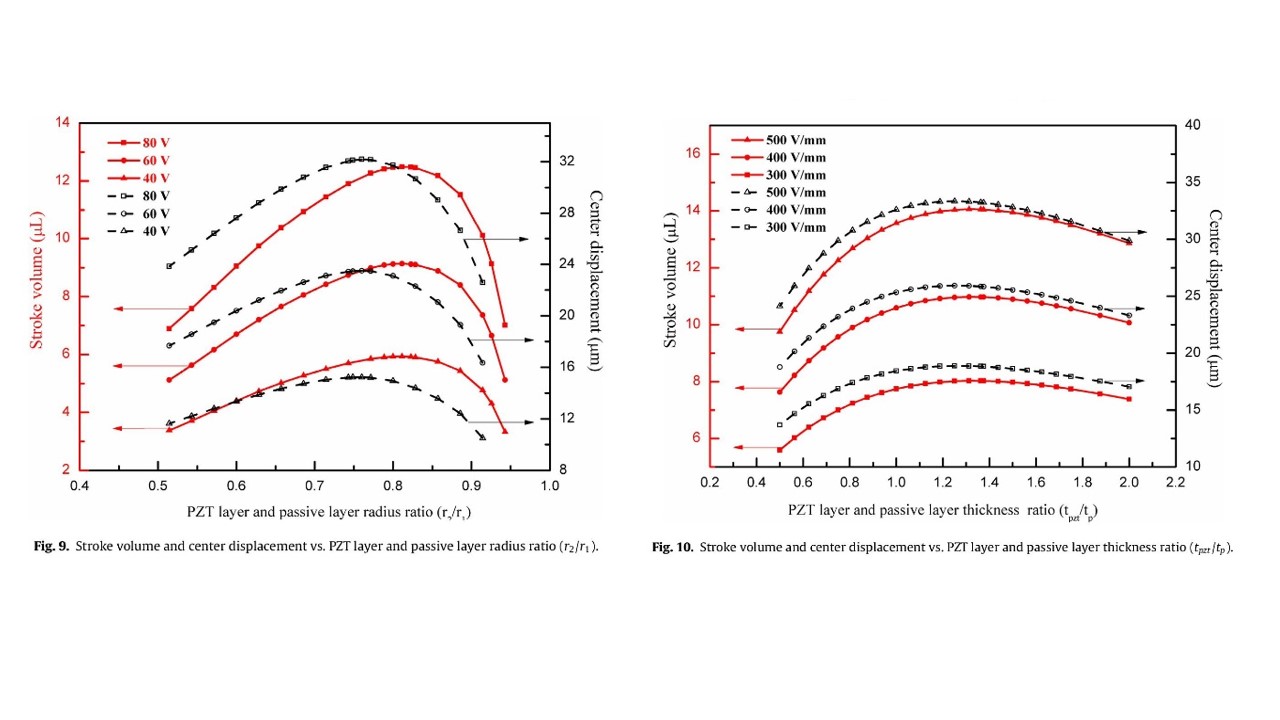 14
12
10
8
6
4
2
Stroke volume (μL)
80 V
60 V
40 V
80 V
60 V
40 V
32
28
24
20
16
12
8
Center displacement (μm)
0.4 0.5 0.6 0.7 0.8 0.9 1.0
PZT layer and passive layer radius ratio (r₂/r₁)
Fig. 9. Stroke volume and center displacement vs. PZT layer and passive layer radius ratio (r₂/r₁).
16
14
12
10
8
6
Stroke volume (μL)
500 V/mm
400 V/mm
300 V/mm
500 V/mm
400 V/mm
300 V/mm
40
35
30
25
20
15
10
Center displacement (μm)
0.2 0.4 0.6 0.8 1.0 1.2 1.4 1.6 1.8 2.0 2.2
PZT layer and passive layer thickness ratio (t_pzt/t_p)
Fig. 10. Stroke volume and center displacement vs. PZT layer and passive layer thickness ratio (t_pzt/t_p).